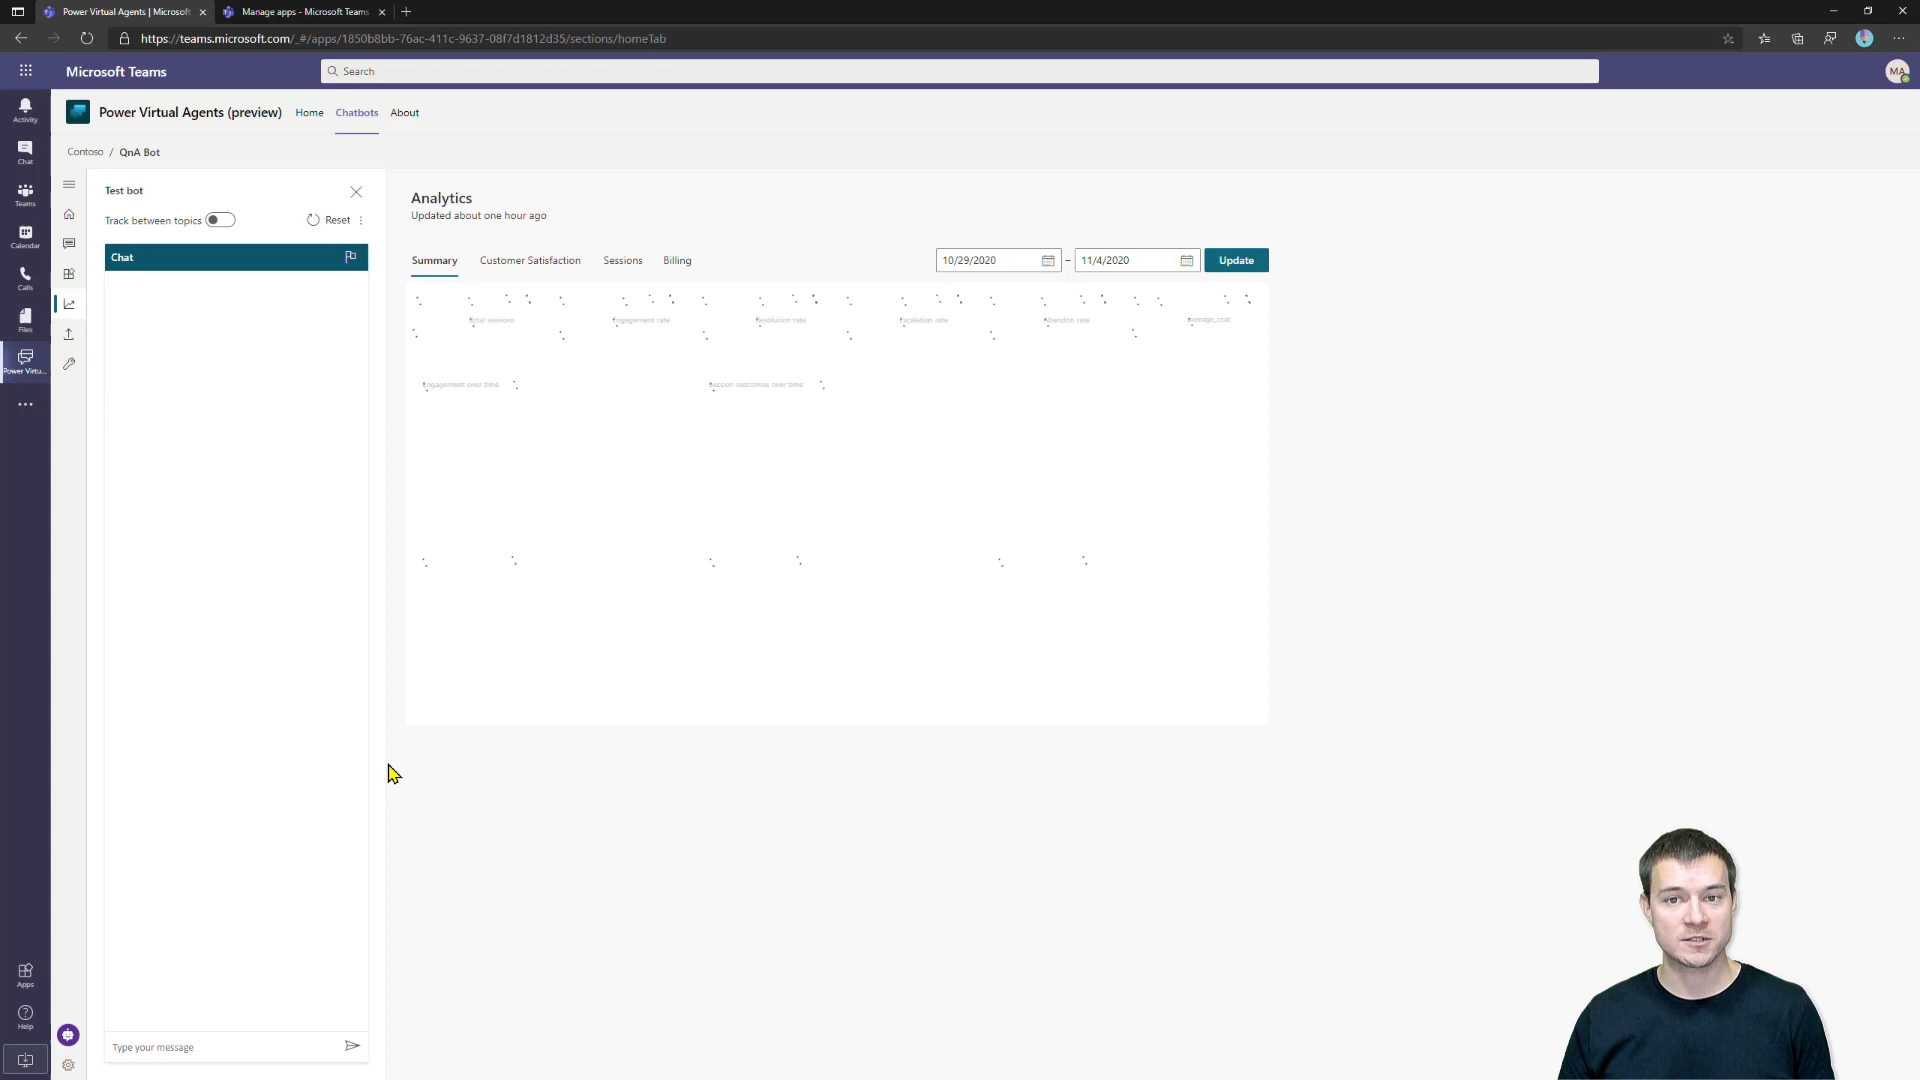 Power Virtual Agents | Microsoft
Manage apps - Microsoft Teams
https://teams.microsoft.com/_#/apps/1850b8bb-76ac-411c-9637-08f7d1812d35/sections/homeTab
Microsoft Teams
Search
MA
Activity
Power Virtual Agents (preview)
Home
Chatbots
About
Chat
Contoso / QnA Bot
Teams
Test bot
Analytics
Updated about one hour ago
Track between topics
Reset
Calendar
Chat
Summary
Customer Satisfaction
Sessions
Billing
10/29/2020
–
11/4/2020
Update
Calls
Files
Total sessions
Engagement rate
Resolution rate
Escalation rate
Abandon rate
average_csat
Power Virtu...
Engagement over time
Session outcomes over time
Apps
Help
Type your message